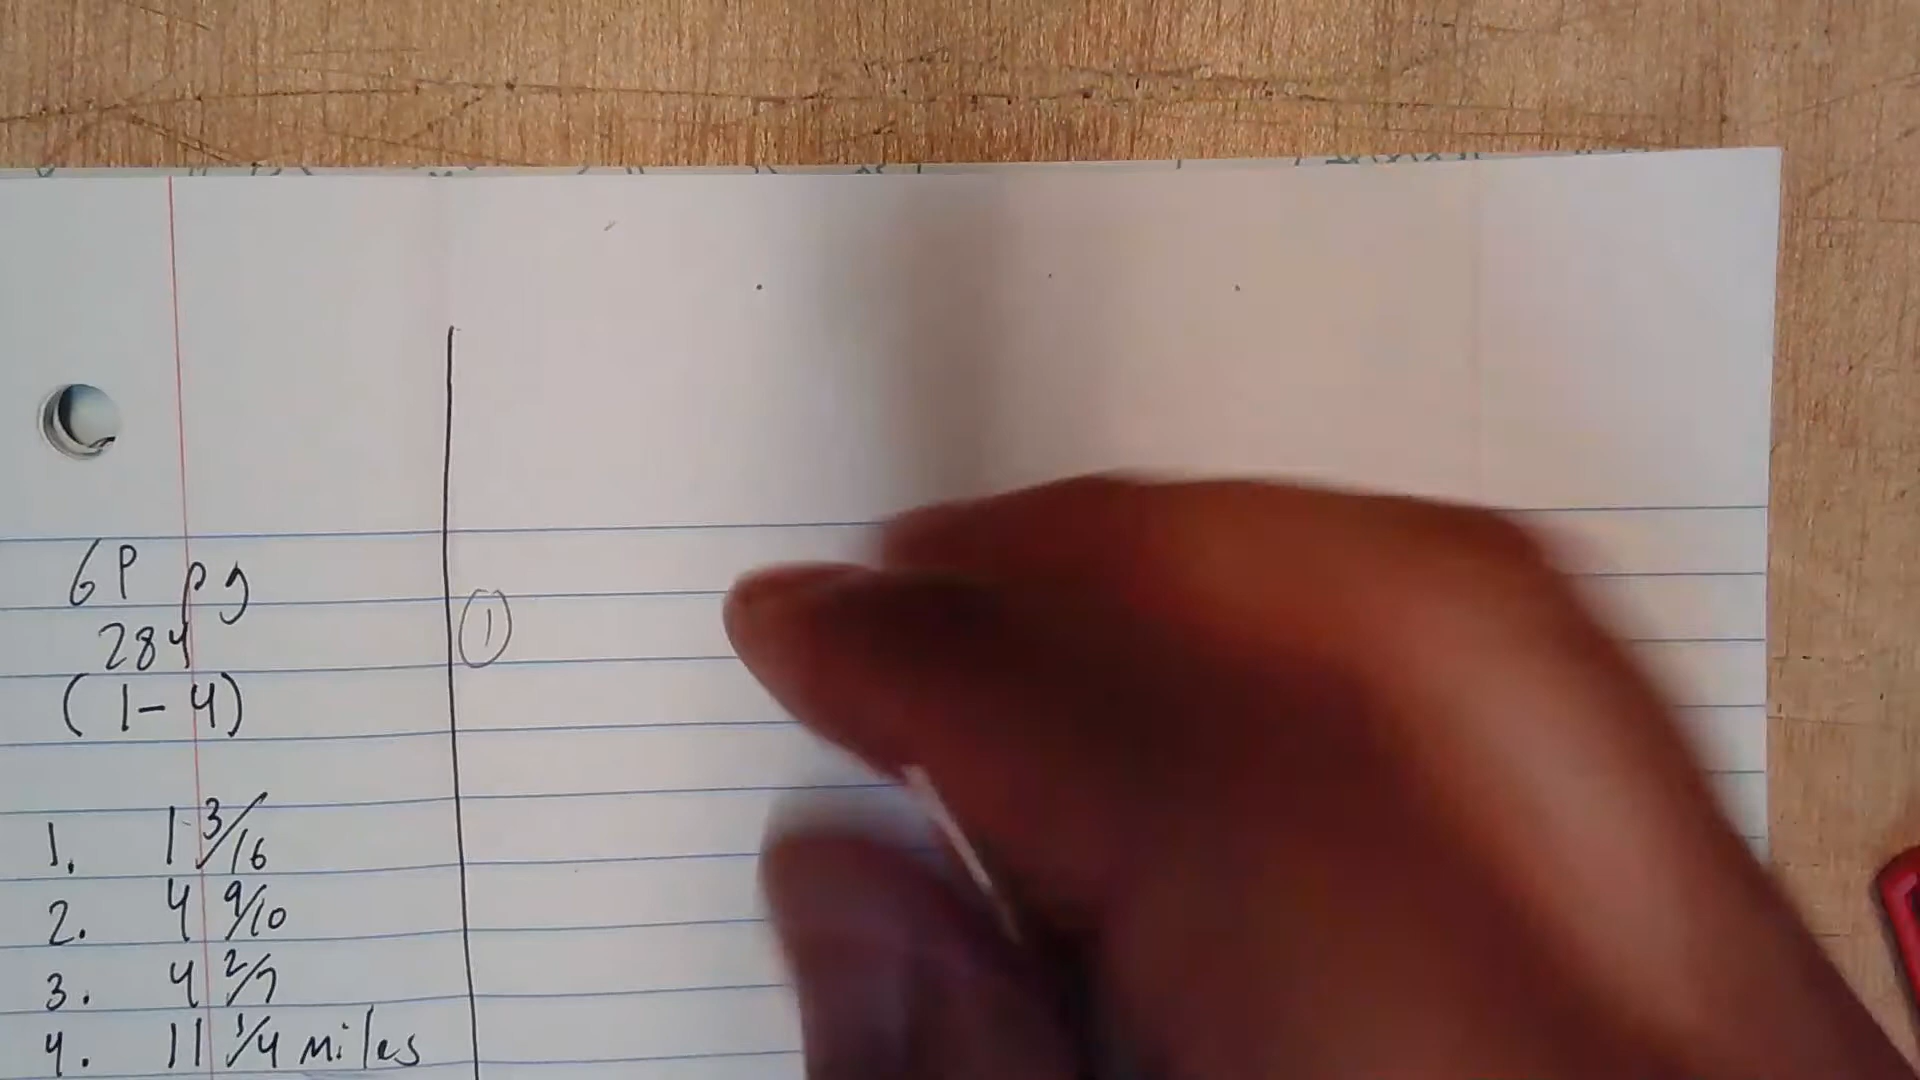 6P pg
284
(1-4)
①
1. 1 3/16
2. 4 9/10
3. 4 2/7
4. 11 1/4 miles